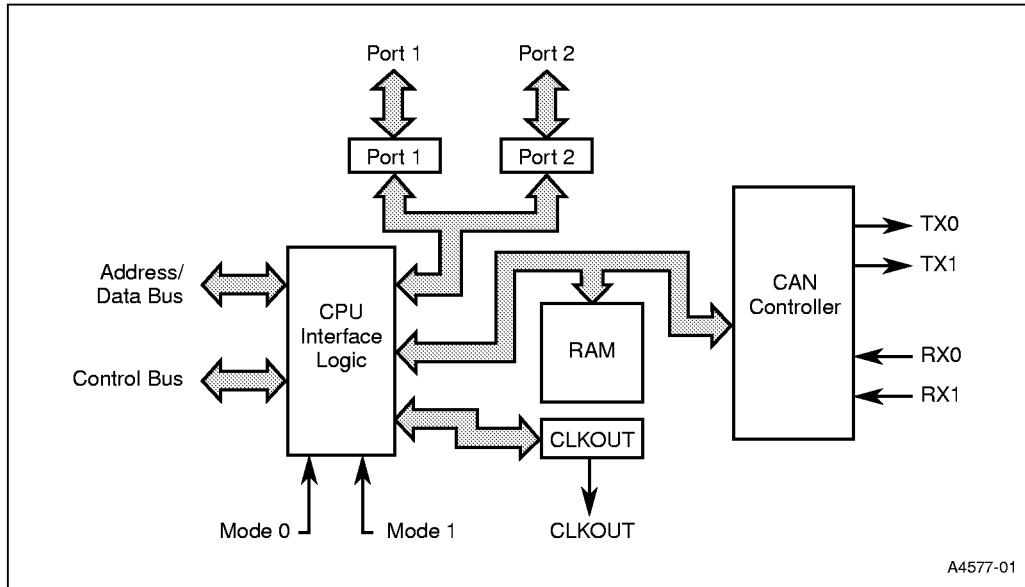 Port 1
Port 2
Port 1
Port 2
Address/
Data Bus
Control Bus
CPU
Interface
Logic
RAM
CLKOUT
CLKOUT
Mode 0
Mode 1
CAN
Controller
TX0
TX1
RX0
RX1
A4577-01